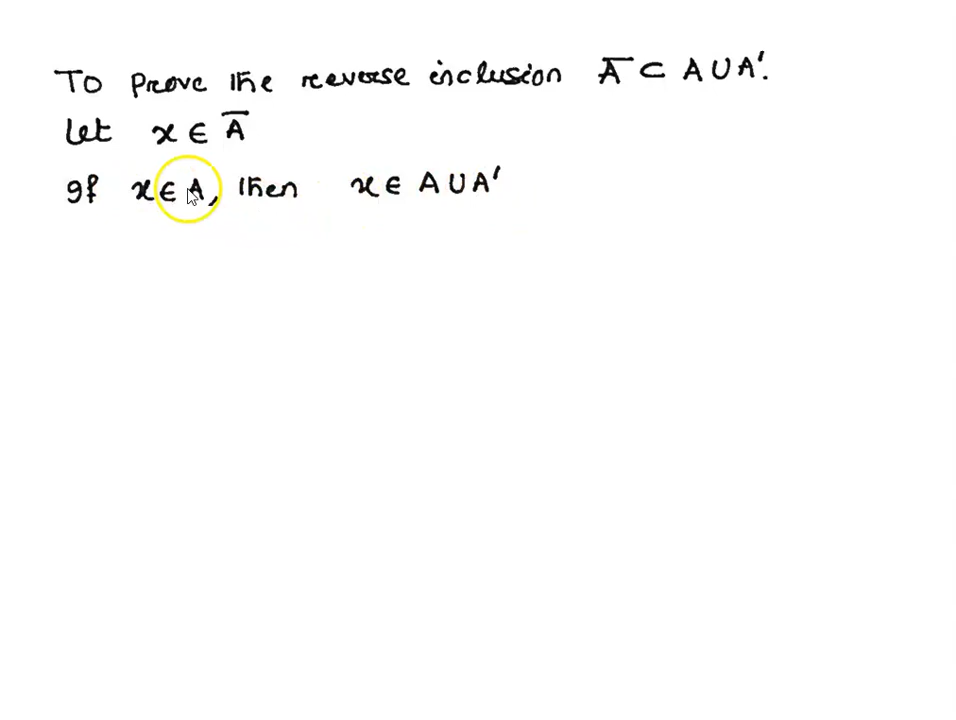 To prove the reverse inclusion A̅ ⊂ A ∪ A'.
Let x ∈ A̅
If x ∈ A, then x ∈ A ∪ A'